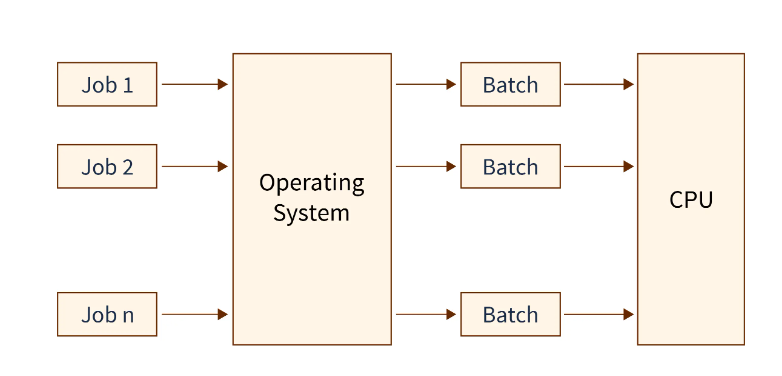 Job 1
Job 2
Job n
Operating
System
Batch
Batch
Batch
CPU